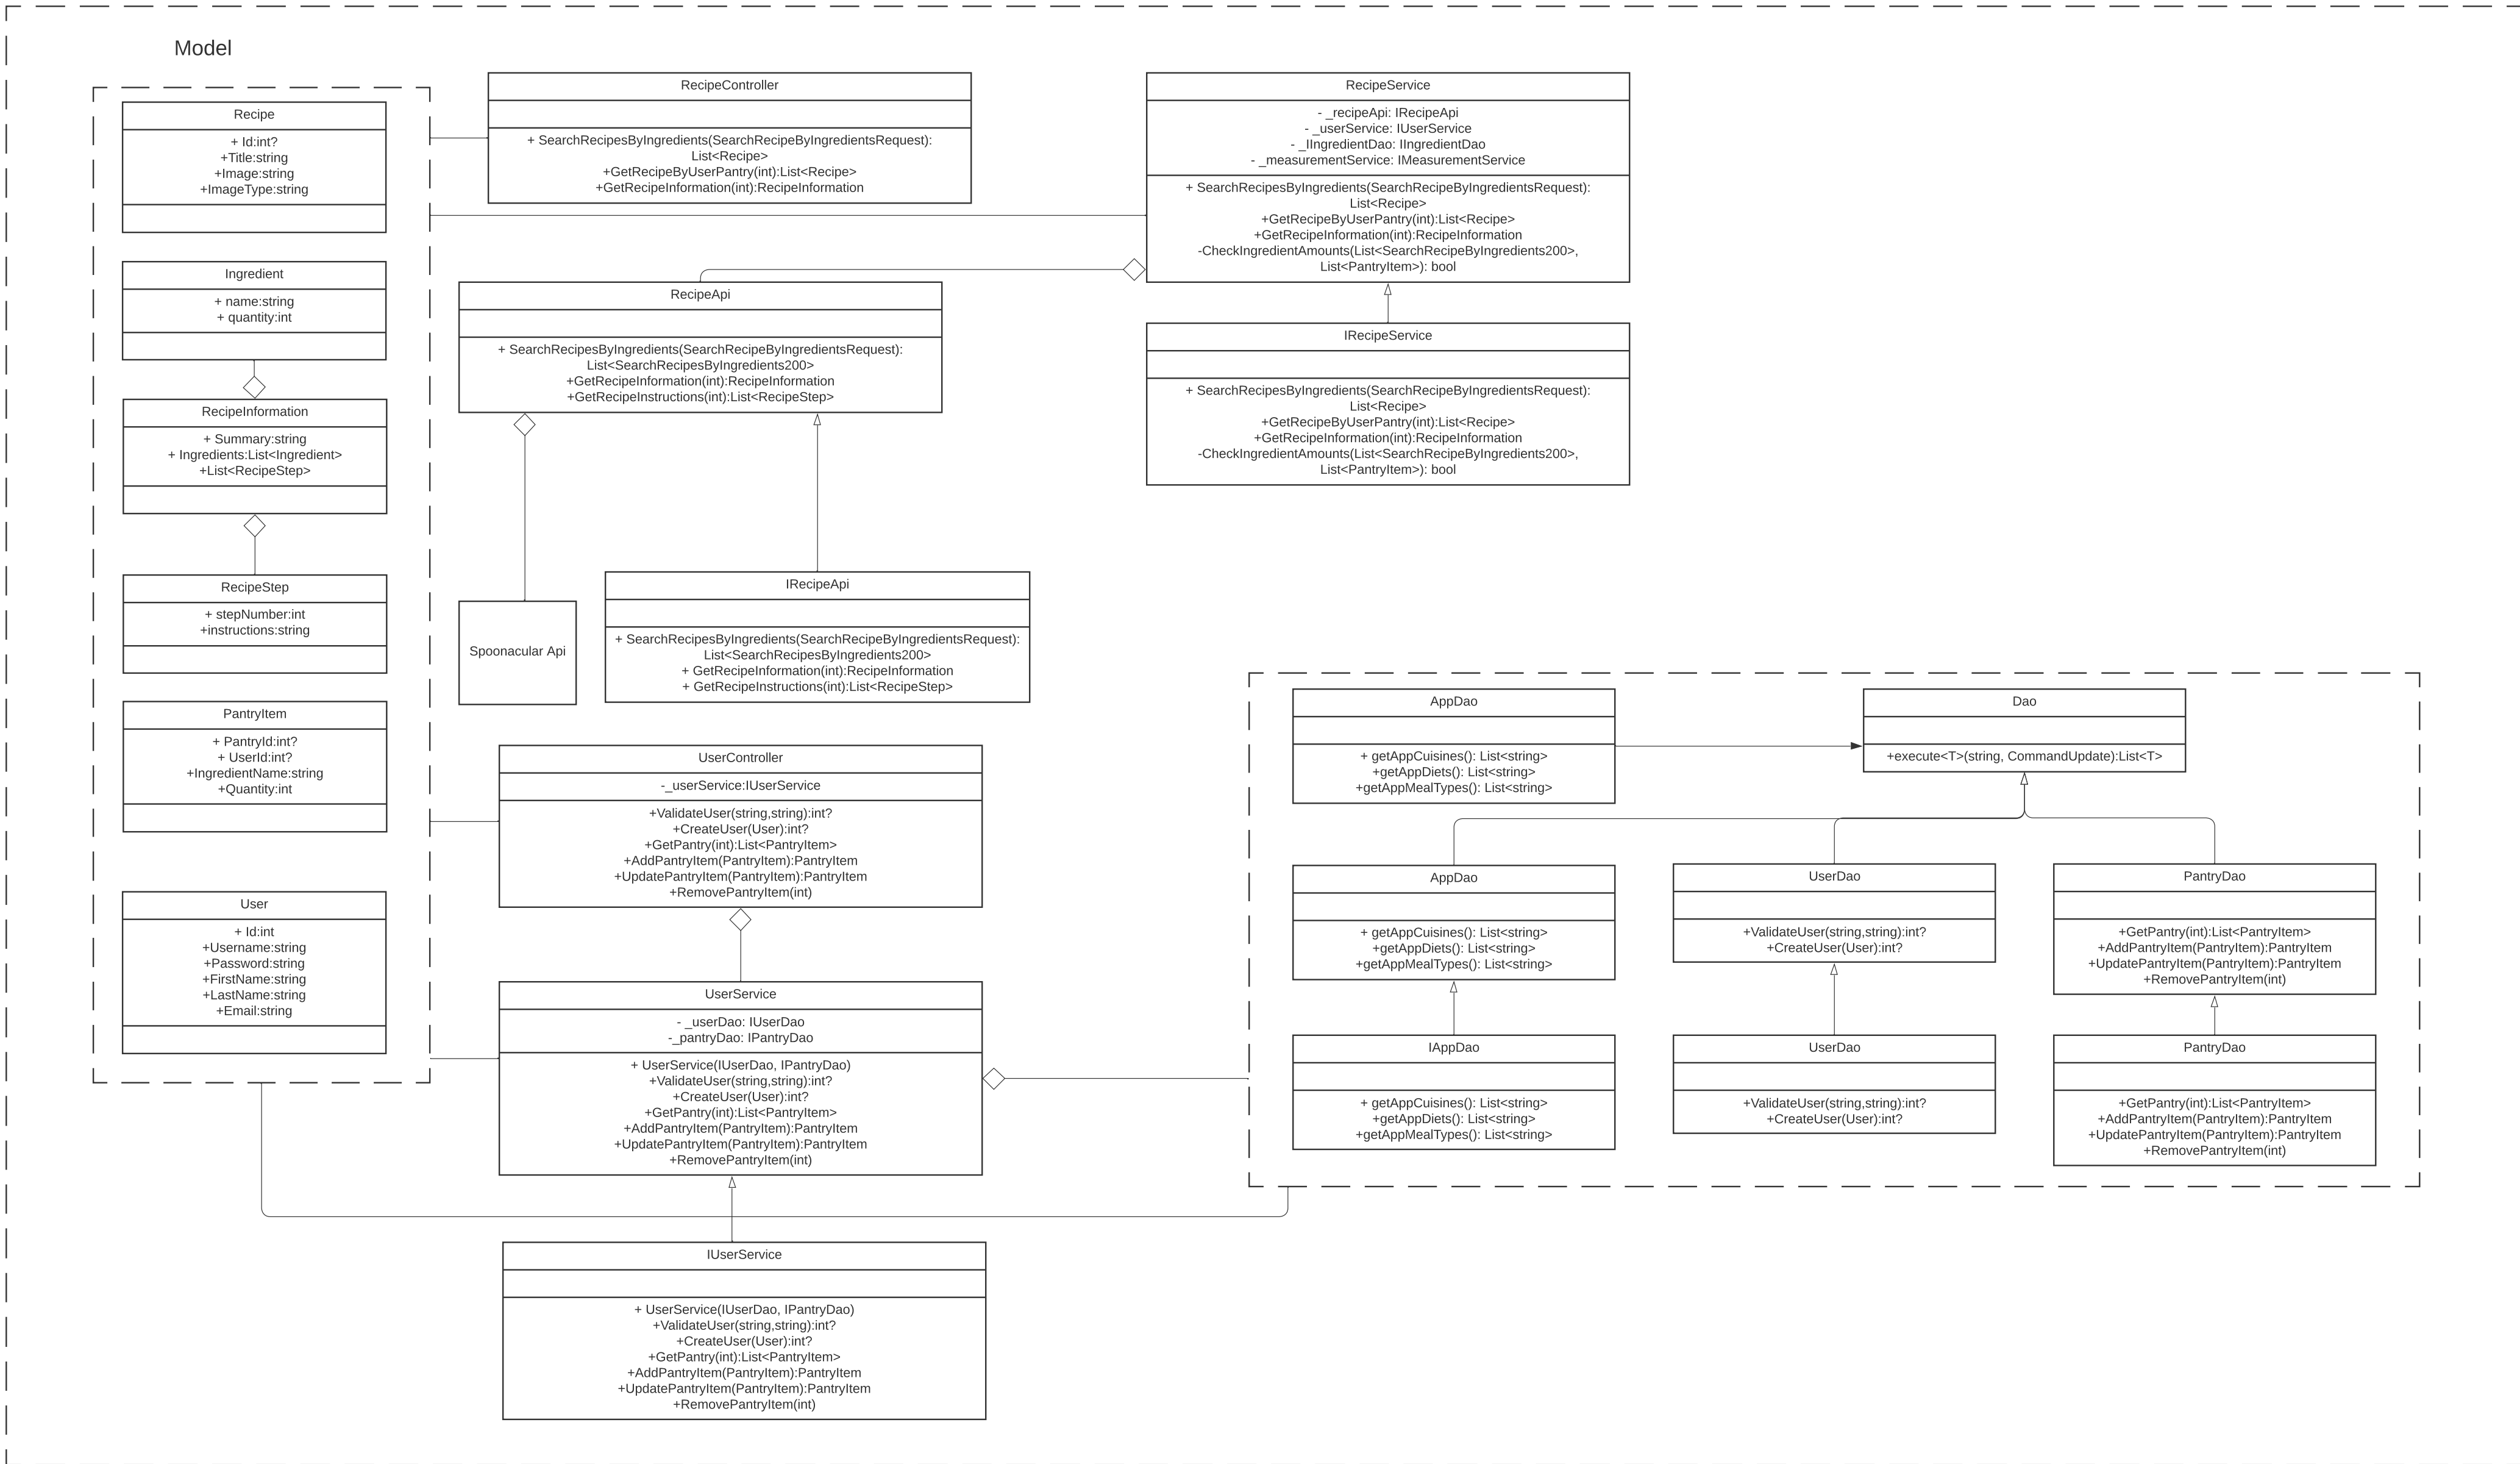 Model
Recipe
+ Id:int?
+Title:string
+Image:string
+ImageType:string
Ingredient
+ name:string
+ quantity:int
RecipeInformation
+ Summary:string
+ Ingredients:List<Ingredient>
+List<RecipeStep>
RecipeStep
+ stepNumber:int
+instructions:string
PantryItem
+ PantryId:int?
+ UserId:int?
+IngredientName:string
+Quantity:int
User
+ Id:int
+Username:string
+Password:string
+FirstName:string
+LastName:string
+Email:string
RecipeController
+ SearchRecipesByIngredients(SearchRecipeByIngredientsRequest):
List<Recipe>
+GetRecipeByUserPantry(int):List<Recipe>
+GetRecipeInformation(int):RecipeInformation
RecipeService
- _recipeApi: IRecipeApi
- _userService: IUserService
- _IIngredientDao: IIngredientDao
- _measurementService: IMeasurementService
+ SearchRecipesByIngredients(SearchRecipeByIngredientsRequest):
List<Recipe>
+GetRecipeByUserPantry(int):List<Recipe>
+GetRecipeInformation(int):RecipeInformation
-CheckIngredientAmounts(List<SearchRecipeByIngredients200>,
List<PantryItem>): bool
RecipeApi
+ SearchRecipesByIngredients(SearchRecipeByIngredientsRequest):
List<SearchRecipesByIngredients200>
+GetRecipeInformation(int):RecipeInformation
+GetRecipeInstructions(int):List<RecipeStep>
IRecipeService
+ SearchRecipesByIngredients(SearchRecipeByIngredientsRequest):
List<Recipe>
+GetRecipeByUserPantry(int):List<Recipe>
+GetRecipeInformation(int):RecipeInformation
-CheckIngredientAmounts(List<SearchRecipeByIngredients200>,
List<PantryItem>): bool
Spoonacular Api
IRecipeApi
+ SearchRecipesByIngredients(SearchRecipeByIngredientsRequest):
List<SearchRecipesByIngredients200>
+ GetRecipeInformation(int):RecipeInformation
+ GetRecipeInstructions(int):List<RecipeStep>
UserController
-_userService:IUserService
+ValidateUser(string,string):int?
+CreateUser(User):int?
+GetPantry(int):List<PantryItem>
+AddPantryItem(PantryItem):PantryItem
+UpdatePantryItem(PantryItem):PantryItem
+RemovePantryItem(int)
UserService
- _userDao: IUserDao
-_pantryDao: IPantryDao
+ UserService(IUserDao, IPantryDao)
+ValidateUser(string,string):int?
+CreateUser(User):int?
+GetPantry(int):List<PantryItem>
+AddPantryItem(PantryItem):PantryItem
+UpdatePantryItem(PantryItem):PantryItem
+RemovePantryItem(int)
IUserService
+ UserService(IUserDao, IPantryDao)
+ValidateUser(string,string):int?
+CreateUser(User):int?
+GetPantry(int):List<PantryItem>
+AddPantryItem(PantryItem):PantryItem
+UpdatePantryItem(PantryItem):PantryItem
+RemovePantryItem(int)
AppDao
+ getAppCuisines(): List<string>
+getAppDiets(): List<string>
+getAppMealTypes(): List<string>
Dao
+execute<T>(string, CommandUpdate):List<T>
AppDao
+ getAppCuisines(): List<string>
+getAppDiets(): List<string>
+getAppMealTypes(): List<string>
UserDao
+ValidateUser(string,string):int?
+CreateUser(User):int?
PantryDao
+GetPantry(int):List<PantryItem>
+AddPantryItem(PantryItem):PantryItem
+UpdatePantryItem(PantryItem):PantryItem
+RemovePantryItem(int)
IAppDao
+ getAppCuisines(): List<string>
+getAppDiets(): List<string>
+getAppMealTypes(): List<string>
UserDao
+ValidateUser(string,string):int?
+CreateUser(User):int?
PantryDao
+GetPantry(int):List<PantryItem>
+AddPantryItem(PantryItem):PantryItem
+UpdatePantryItem(PantryItem):PantryItem
+RemovePantryItem(int)